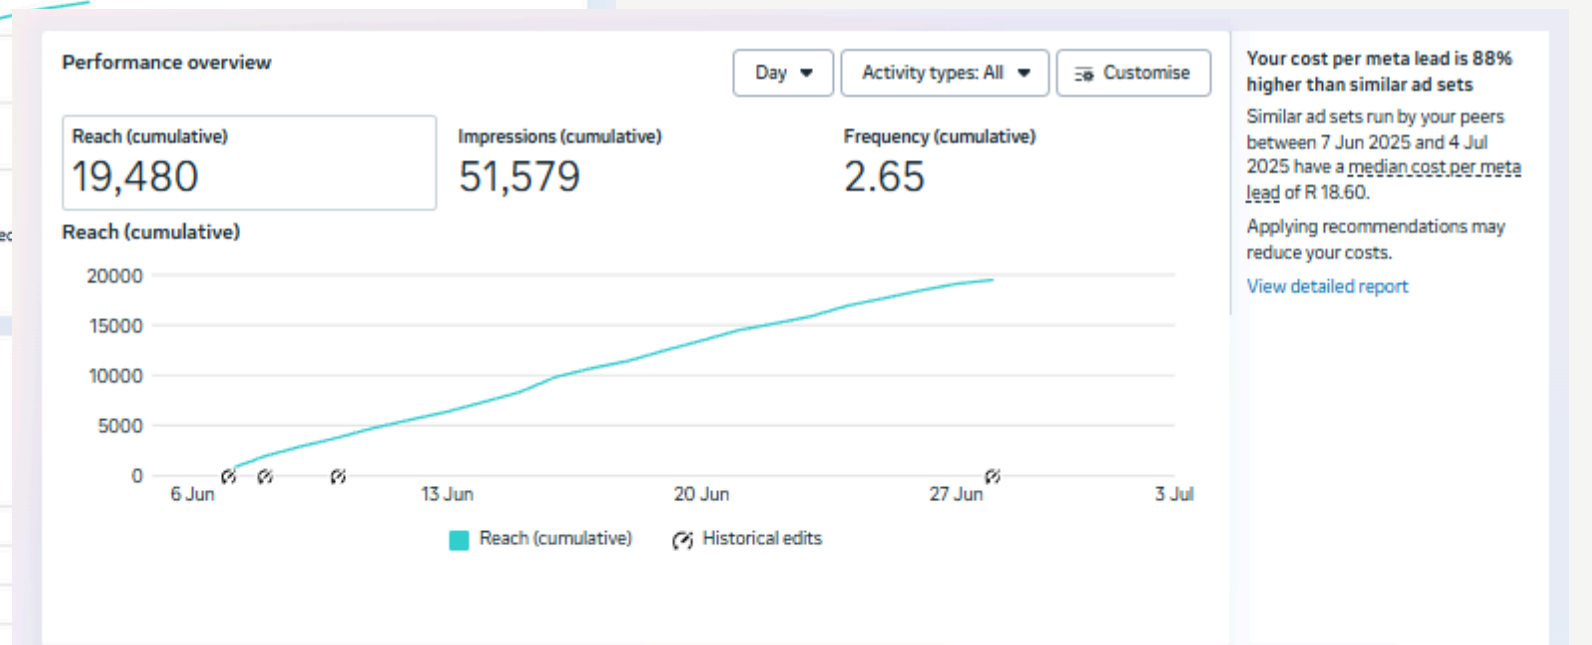 Performance overview
Day
Activity types: All
Customise
Reach (cumulative)
19,480
Impressions (cumulative)
51,579
Frequency (cumulative)
2.65
Reach (cumulative)
20000
15000
10000
5000
0
6 Jun
13 Jun
20 Jun
27 Jun
3 Jul
Reach (cumulative)
Historical edits
Your cost per meta lead is 88%
higher than similar ad sets
Similar ad sets run by your peers
between 7 Jun 2025 and 4 Jul
2025 have a median cost per meta
lead of R 18.60.
Applying recommendations may
reduce your costs.
View detailed report